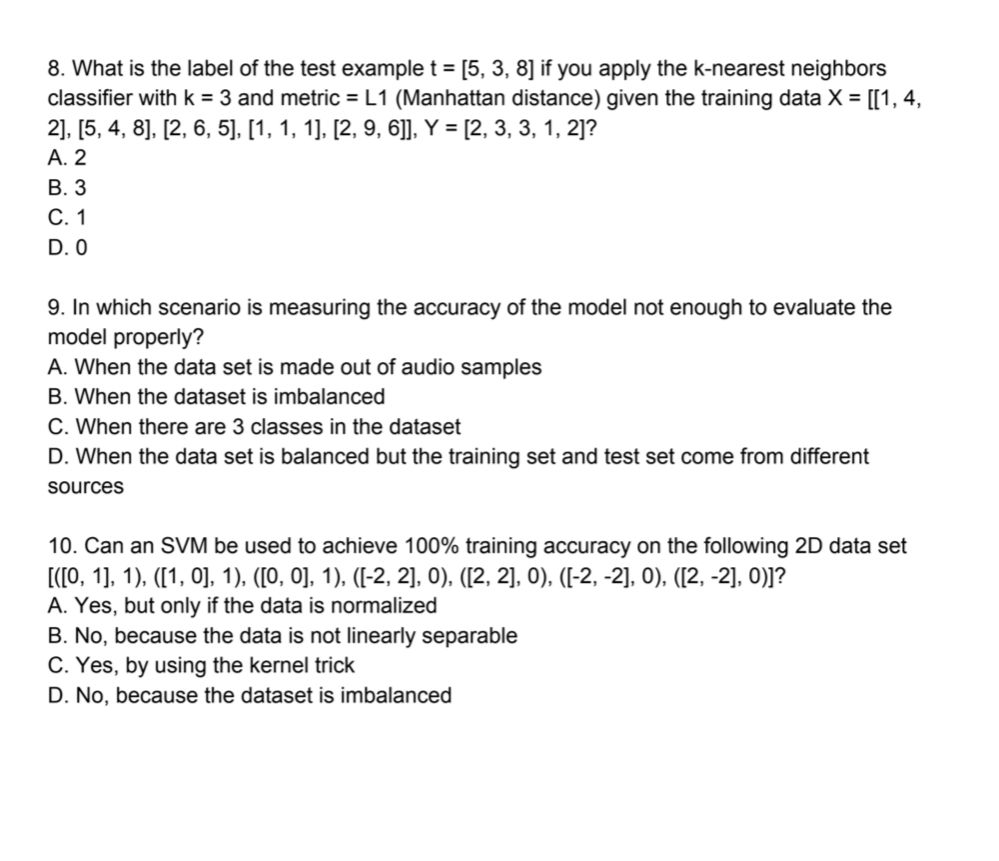 8. What is the label of the test example t = [5, 3, 8] if you apply the k-nearest neighbors
classifier with k = 3 and metric = L1 (Manhattan distance) given the training data X = [[1, 4,
2], [5, 4, 8], [2, 6, 5], [1, 1, 1], [2, 9, 6]], Y = [2, 3, 3, 1, 2]?
A. 2
B. 3
C. 1
D. 0
9. In which scenario is measuring the accuracy of the model not enough to evaluate the
model properly?
A. When the data set is made out of audio samples
B. When the dataset is imbalanced
C. When there are 3 classes in the dataset
D. When the data set is balanced but the training set and test set come from different
sources
10. Can an SVM be used to achieve 100% training accuracy on the following 2D data set
[([0, 1], 1), ([1, 0], 1), ([0, 0], 1), ([-2, 2], 0), ([2, 2], 0), ([-2, -2], 0), ([2, -2], 0)]?
A. Yes, but only if the data is normalized
B. No, because the data is not linearly separable
C. Yes, by using the kernel trick
D. No, because the dataset is imbalanced